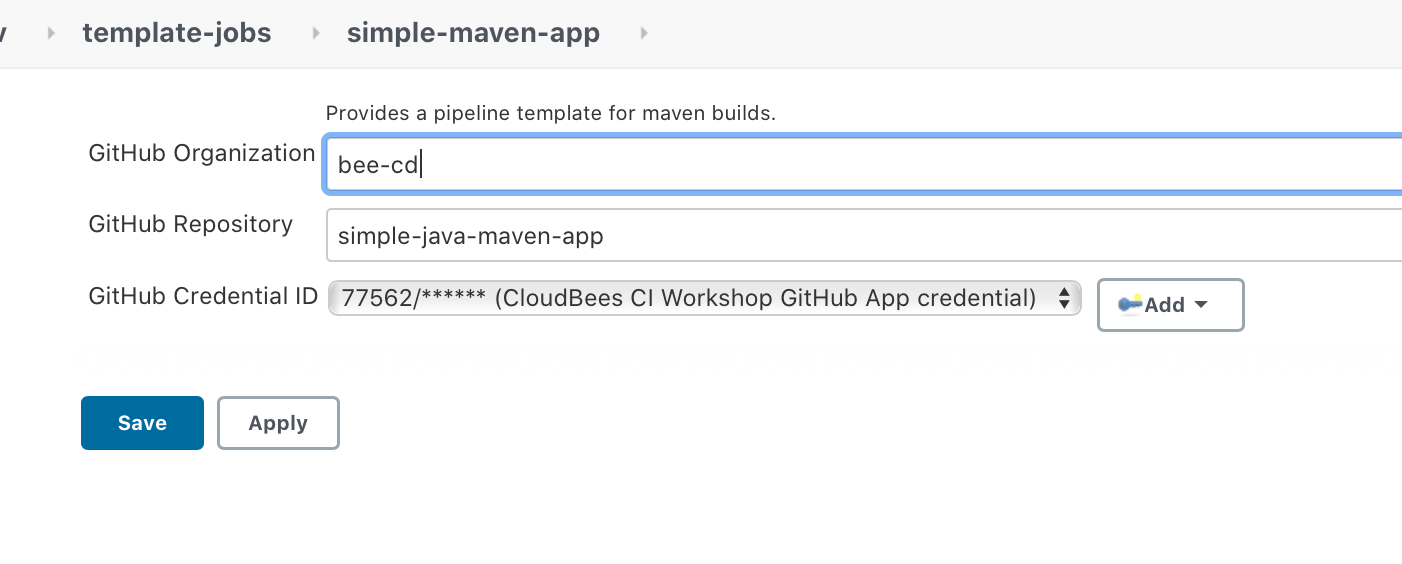 template-jobs simple-maven-app
Provides a pipeline template for maven builds.
GitHub Organization bee-cd
GitHub Repository simple-java-maven-app
GitHub Credential ID 77562/****** (CloudBees CI Workshop GitHub App credential) Add
Save Apply